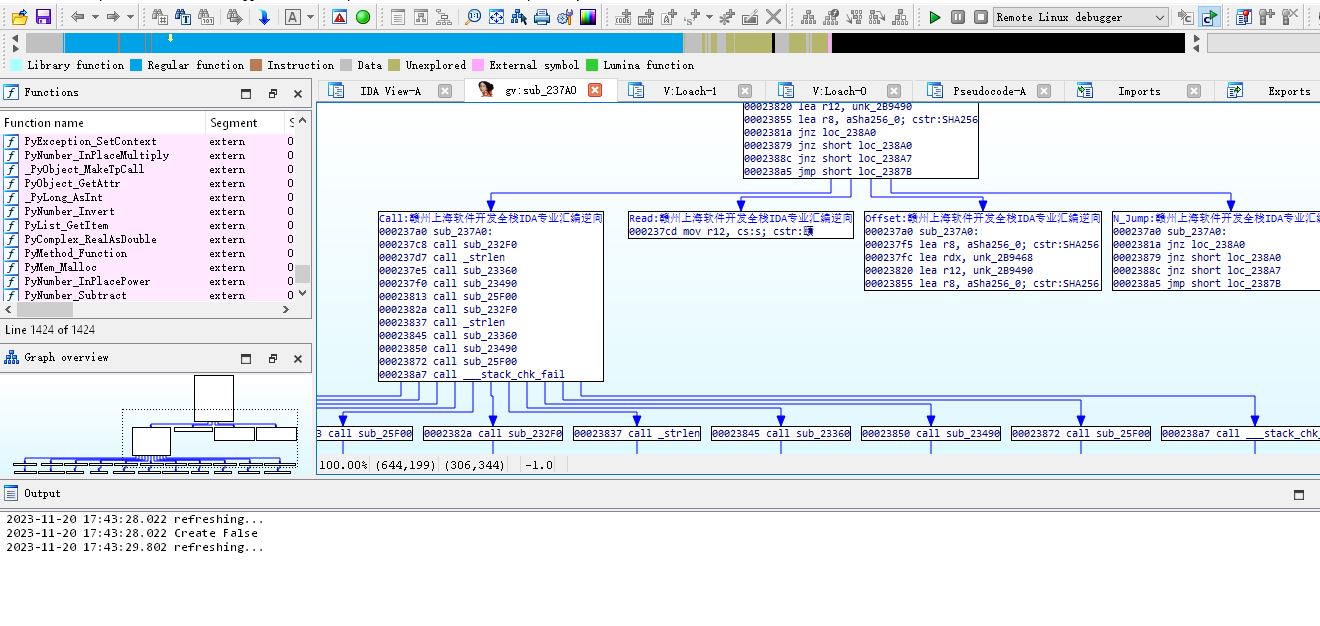 Remote Linux debugger
Library function Regular function Instruction Data Unexplored External symbol Lumina function
Functions
IDA View-A
gv:sub_237A0
V:Loach-1
V:Loach-0
Pseudocode-A
Imports
Exports
Function name Segment S
PyException_SetContext extern 0
PyNumber_InPlaceMultiply extern 0
_PyObject_MakeTpCall extern 0
PyObject_GetAttr extern 0
_PyLong_AsInt extern 0
PyNumber_Invert extern 0
PyList_GetItem extern 0
PyComplex_RealAsDouble extern 0
PyMethod_Function extern 0
PyMem_Malloc extern 0
PyNumber_InPlacePower extern 0
PyNumber_Subtract extern 0
Line 1424 of 1424
Graph overview
00023820 lea r12, unk_2B9490
00023855 lea r8, aSha256_0; cstr:SHA256
0002381a jnz loc_238A0
00023879 jnz short loc_238A0
0002388c jnz short loc_238A7
000238a5 jmp short loc_2387B
Call:赣州上海软件开发全栈IDA专业汇编逆向
000237a0 sub_237A0:
000237c8 call sub_232F0
000237d7 call _strlen
000237e5 call sub_23360
000237f0 call sub_23490
00023813 call sub_25F00
0002382a call sub_232F0
00023837 call _strlen
00023845 call sub_23360
00023850 call sub_23490
00023872 call sub_25F00
000238a7 call ___stack_chk_fail
Read:赣州上海软件开发全栈IDA专业汇编逆向
000237cd mov r12, cs:s; cstr:
Offset:赣州上海软件开发全栈IDA专业汇编逆向
000237a0 sub_237A0:
000237f5 lea r8, aSha256_0; cstr:SHA256
000237fc lea rdx, unk_2B9468
00023820 lea r12, unk_2B9490
00023855 lea r8, aSha256_0; cstr:SHA256
N_Jump:赣州上海软件开发全栈IDA专业汇编逆向
000237a0 sub_237A0:
0002381a jnz loc_238A0
00023879 jnz short loc_238A0
0002388c jnz short loc_238A7
000238a5 jmp short loc_2387B
3 call sub_25F00
0002382a call sub_232F0
00023837 call _strlen
00023845 call sub_23360
00023850 call sub_23490
00023872 call sub_25F00
000238a7 call ___stack_chk_
100.00% (644,199) (306,344) -1.0
Output
2023-11-20 17:43:28.022 refreshing...
2023-11-20 17:43:28.022 Create False
2023-11-20 17:43:29.802 refreshing...